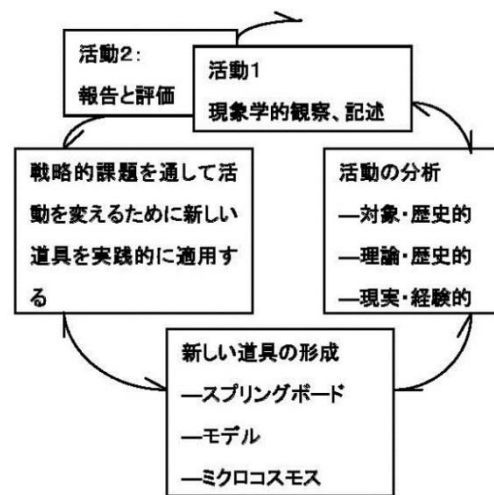 活動2:
報告と評価
活動1
現象学的観察、記述
戦略的課題を通して活
動を変えるために新しい
道具を実践的に適用す
る
活動の分析
―対象・歴史的
―理論・歴史的
―現実・経験的
新しい道具の形成
―スプリングボード
―モデル
―ミクロコスモス